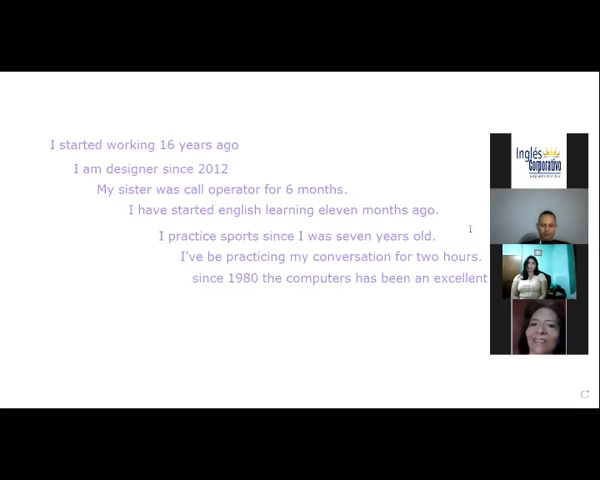 I started working 16 years ago
I am designer since 2012
My sister was call operator for 6 months.
I have started english learning eleven months ago.
I practice sports since I was seven years old.
I've be practicing my conversation for two hours.
since 1980 the computers has been an excellent
Inglés
Corporativo